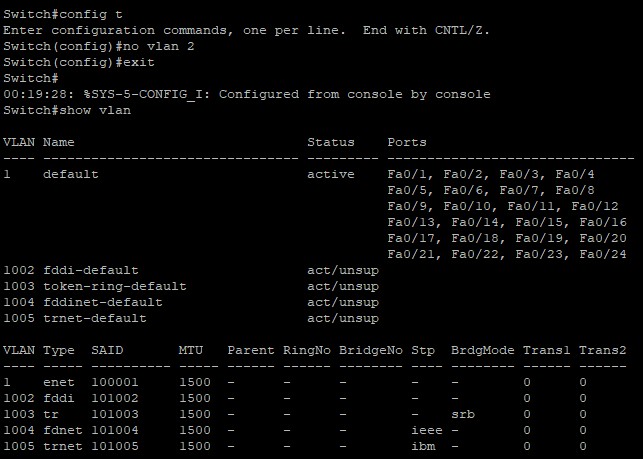 Switch#config t
Enter configuration commands, one per line.  End with CNTL/Z.
Switch(config)#no vlan 2
Switch(config)#exit
Switch#
00:19:28: %SYS-5-CONFIG_I: Configured from console by console
Switch#show vlan

VLAN Name                             Status    Ports
---- -------------------------------- --------- -------------------------------
1    default                          active    Fa0/1, Fa0/2, Fa0/3, Fa0/4
                                                Fa0/5, Fa0/6, Fa0/7, Fa0/8
                                                Fa0/9, Fa0/10, Fa0/11, Fa0/12
                                                Fa0/13, Fa0/14, Fa0/15, Fa0/16
                                                Fa0/17, Fa0/18, Fa0/19, Fa0/20
                                                Fa0/21, Fa0/22, Fa0/23, Fa0/24
1002 fddi-default                     act/unsup
1003 token-ring-default               act/unsup
1004 fddinet-default                  act/unsup
1005 trnet-default                    act/unsup

VLAN Type  SAID       MTU   Parent RingNo BridgeNo Stp  BrdgMode Trans1 Trans2
---- ----- ---------- ----- ------ ------ -------- ---- -------- ------ ------
1    enet  100001     1500  -      -      -        -    -        0      0
1002 fddi  101002     1500  -      -      -        -    -        0      0
1003 tr    101003     1500  -      -      -        -    srb      0      0
1004 fdnet 101004     1500  -      -      -        ieee -        0      0
1005 trnet 101005     1500  -      -      -        ibm  -        0      0